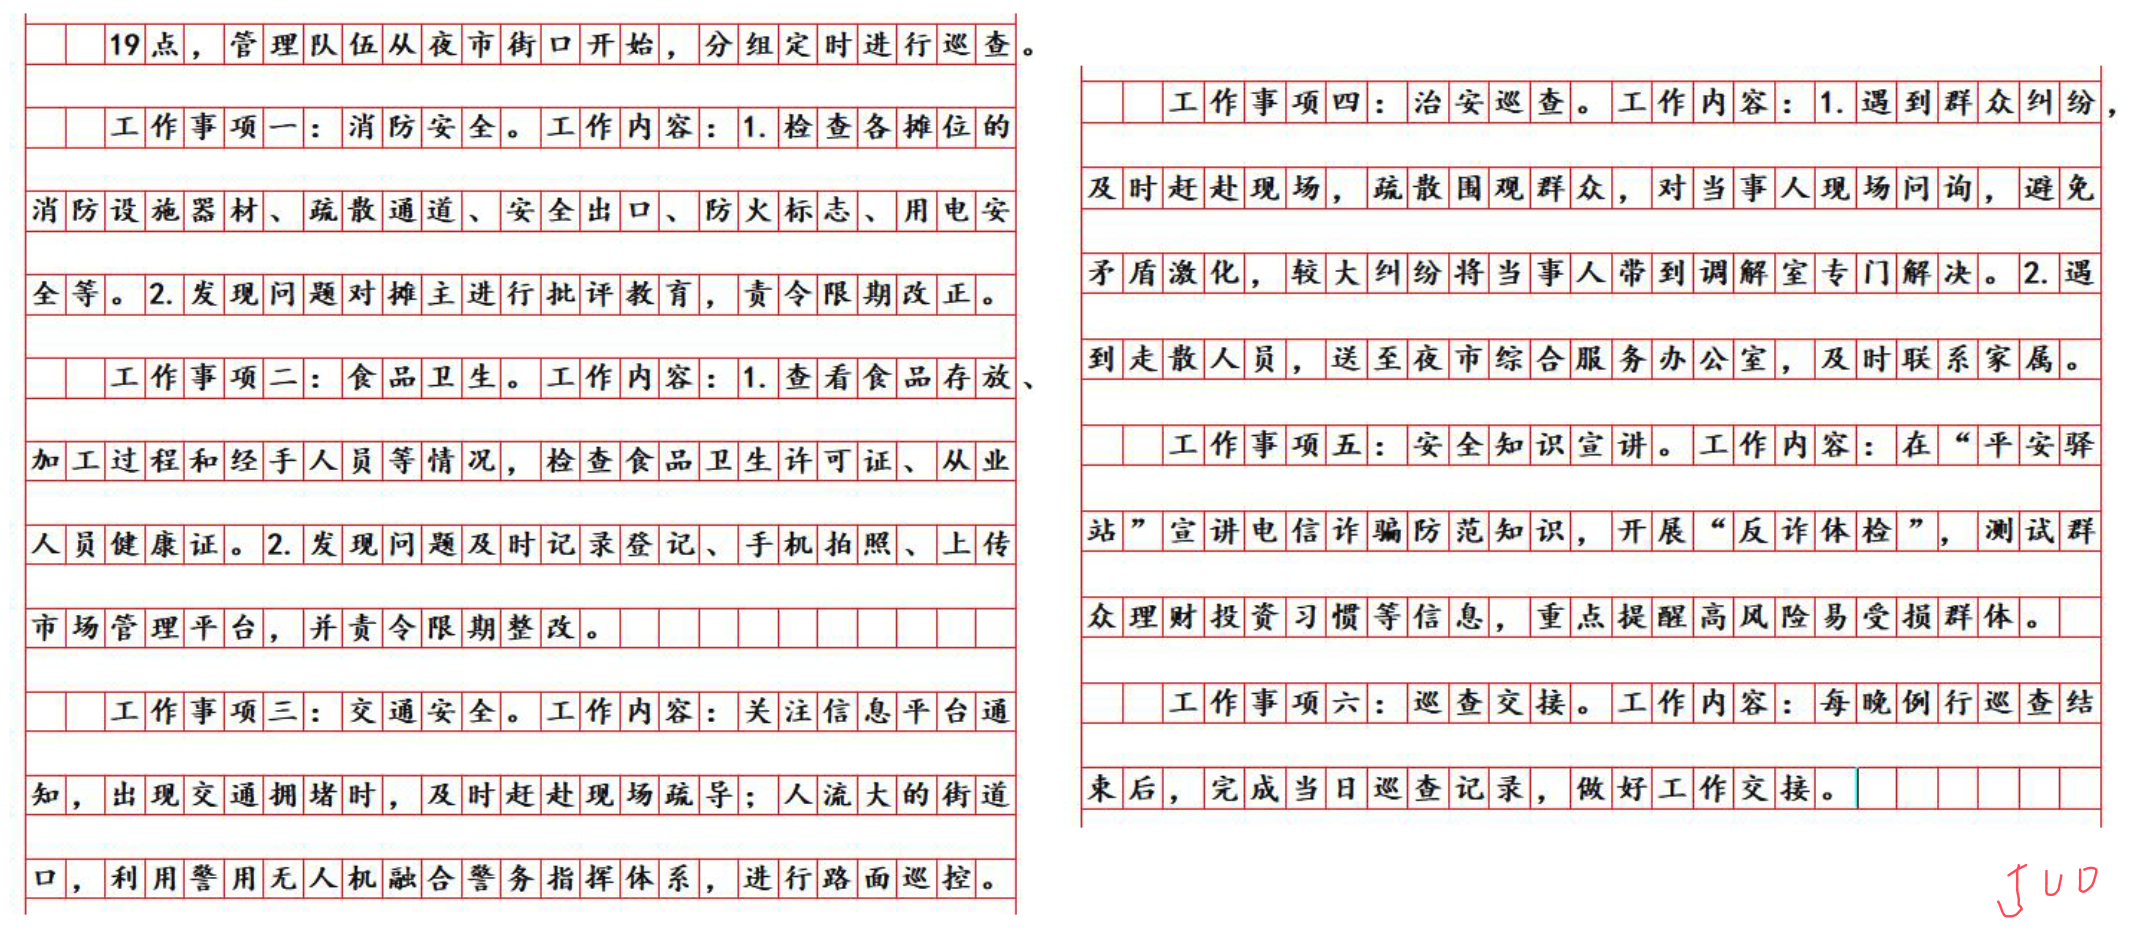 19点，管理队伍从夜市街口开始，分组定时进行巡查。
工作事项一：消防安全。工作内容：1.检查各摊位的
消防设施器材、疏散通道、安全出口、防火标志、用电安
全等。2.发现问题对摊主进行批评教育，责令限期改正。
工作事项二：食品卫生。工作内容：1.查看食品存放、
加工过程和经手人员等情况，检查食品卫生许可证、从业
人员健康证。2.发现问题及时记录登记、手机拍照、上传
市场管理平台，并责令限期整改。
工作事项三：交通安全。工作内容：关注信息平台通
知，出现交通拥堵时，及时赶赴现场疏导；人流大的街道
口，利用警用无人机融合警务指挥体系，进行路面巡控。
工作事项四：治安巡查。工作内容：1.遇到群众纠纷，
及时赶赴现场，疏散围观群众，对当事人现场问询，避免
矛盾激化，较大纠纷将当事人带到调解室专门解决。2.遇
到走散人员，送至夜市综合服务办公室，及时联系家属。
工作事项五：安全知识宣讲。工作内容：在“平安驿
站”宣讲电信诈骗防范知识，开展“反诈体检”，测试群
众理财投资习惯等信息，重点提醒高风险易受损群体。
工作事项六：巡查交接。工作内容：每晚例行巡查结
束后，完成当日巡查记录，做好工作交接。
JUO